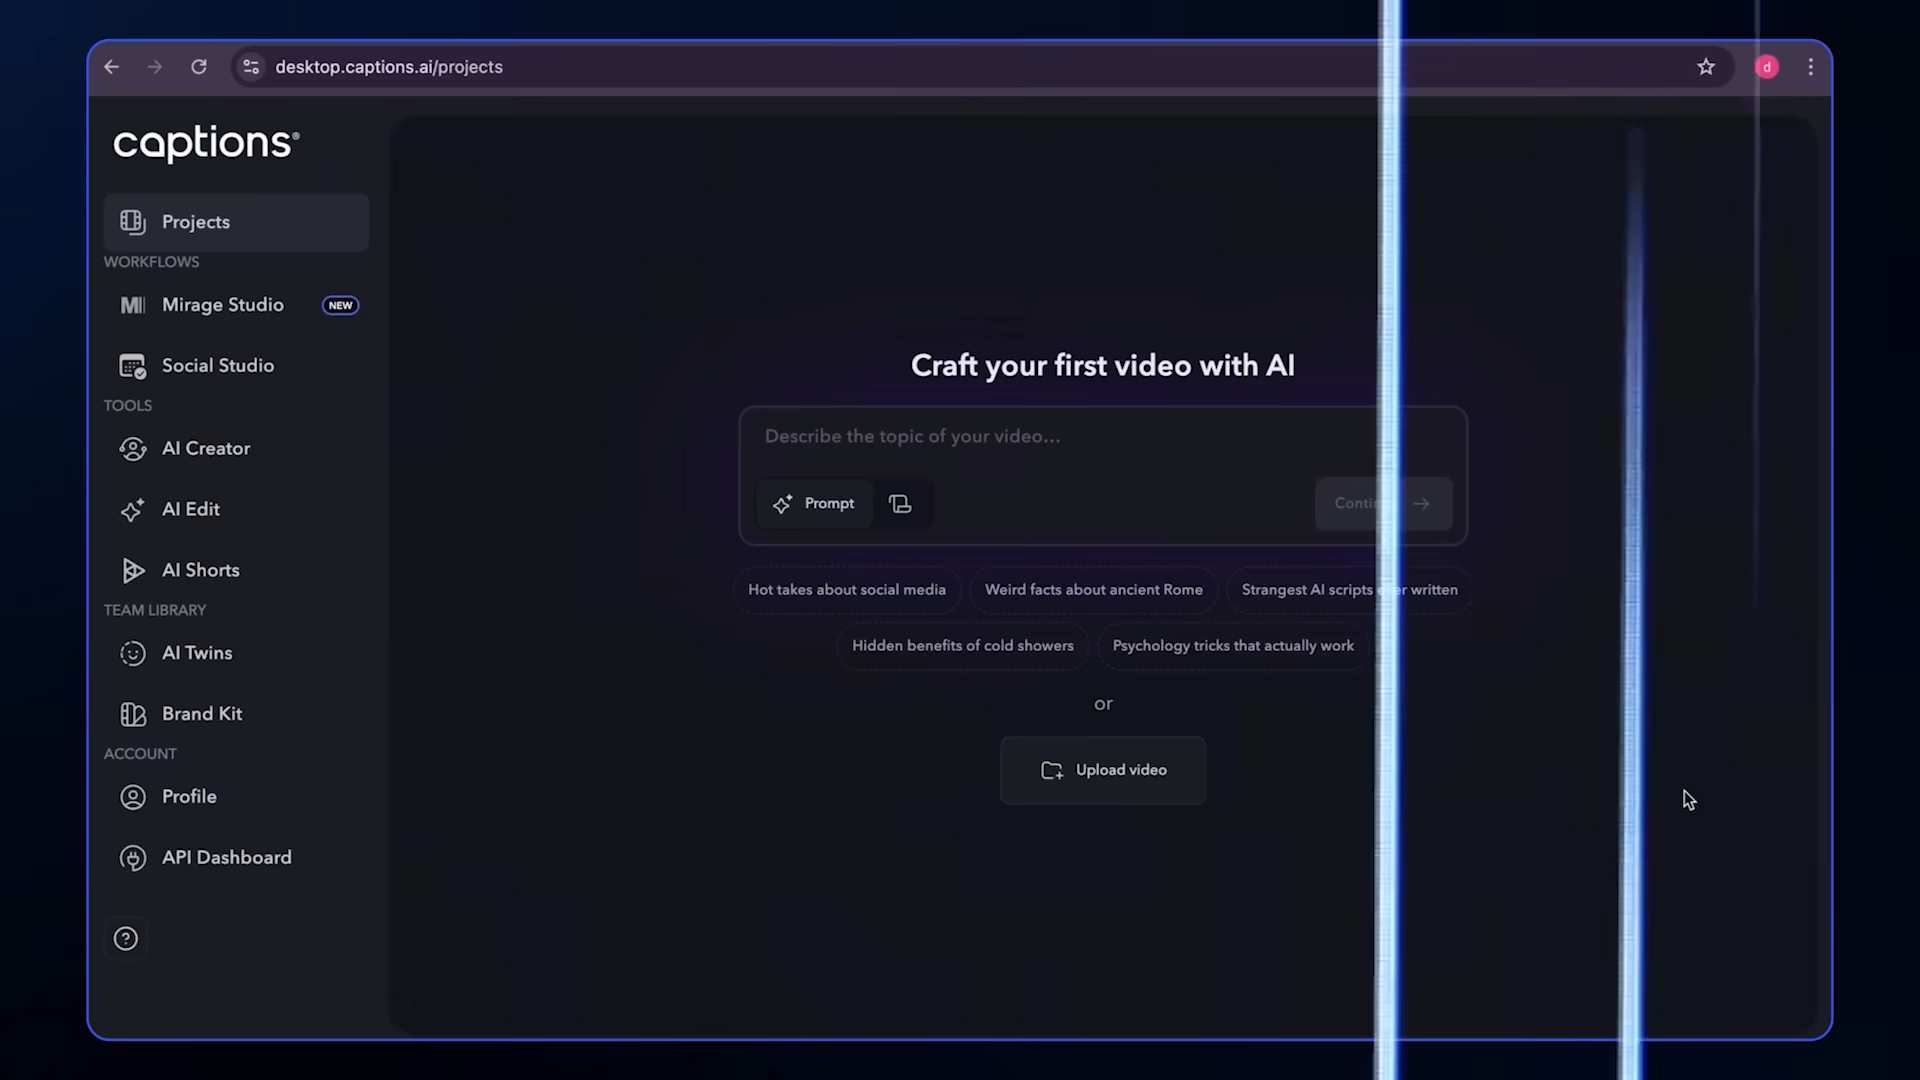 desktop.captions.ai/projects
d
captions®
Projects
WORKFLOWS
Mirage Studio NEW
Social Studio
TOOLS
AI Creator
AI Edit
AI Shorts
TEAM LIBRARY
AI Twins
Brand Kit
ACCOUNT
Profile
API Dashboard
Craft your first video with AI
Describe the topic of your video...
Prompt
Hot takes about social media
Weird facts about ancient Rome
Strangest AI scripts ever written
Hidden benefits of cold showers
Psychology tricks that actually work
or
Upload video